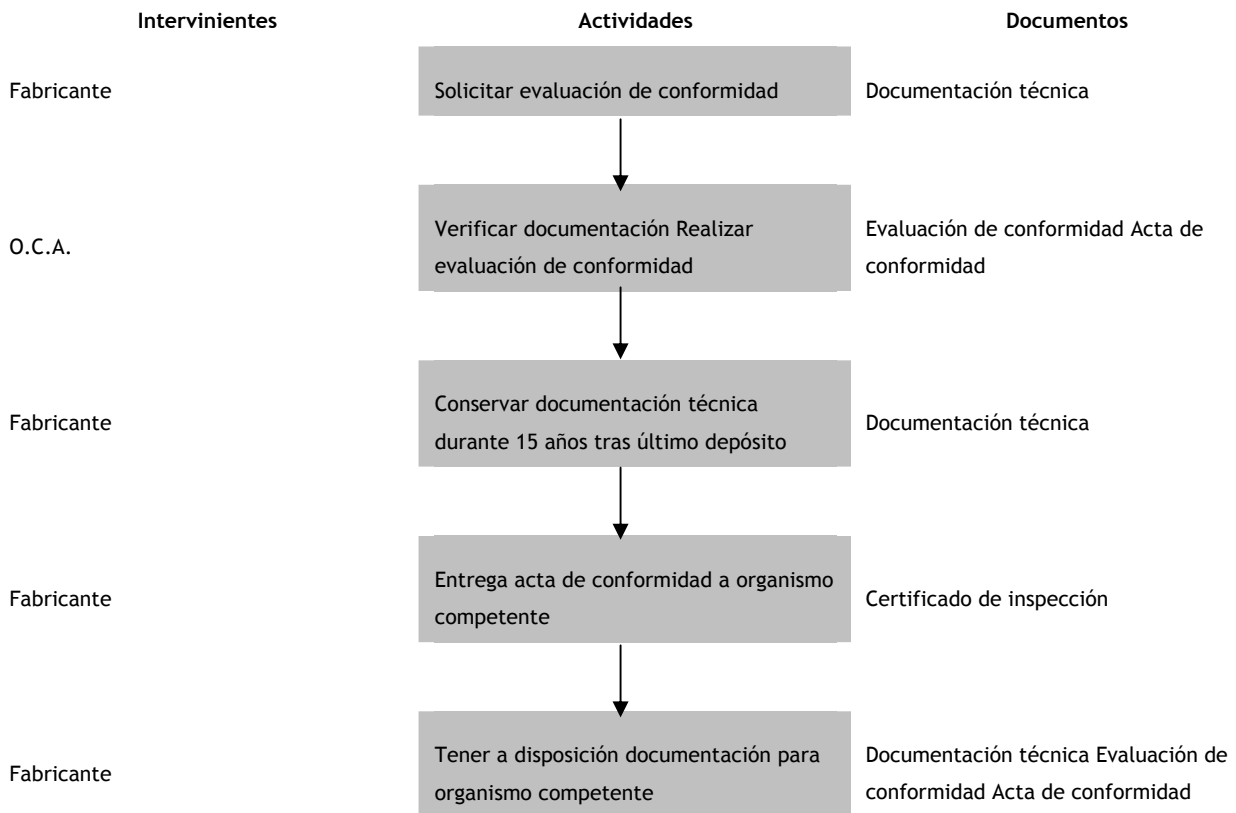 Intervinientes Actividades Documentos
Fabricante Solicitar evaluación de conformidad Documentación técnica
O.C.A.
Verificar documentación Realizar
evaluación de conformidad
Evaluación de conformidad Acta de
conformidad
Fabricante
Conservar documentación técnica
durante 15 años tras último depósito
Documentación técnica
Fabricante
Entrega acta de conformidad a organismo
competente
Certificado de inspección
Fabricante
Tener a disposición documentación para
organismo competente
Documentación técnica Evaluación de
conformidad Acta de conformidad